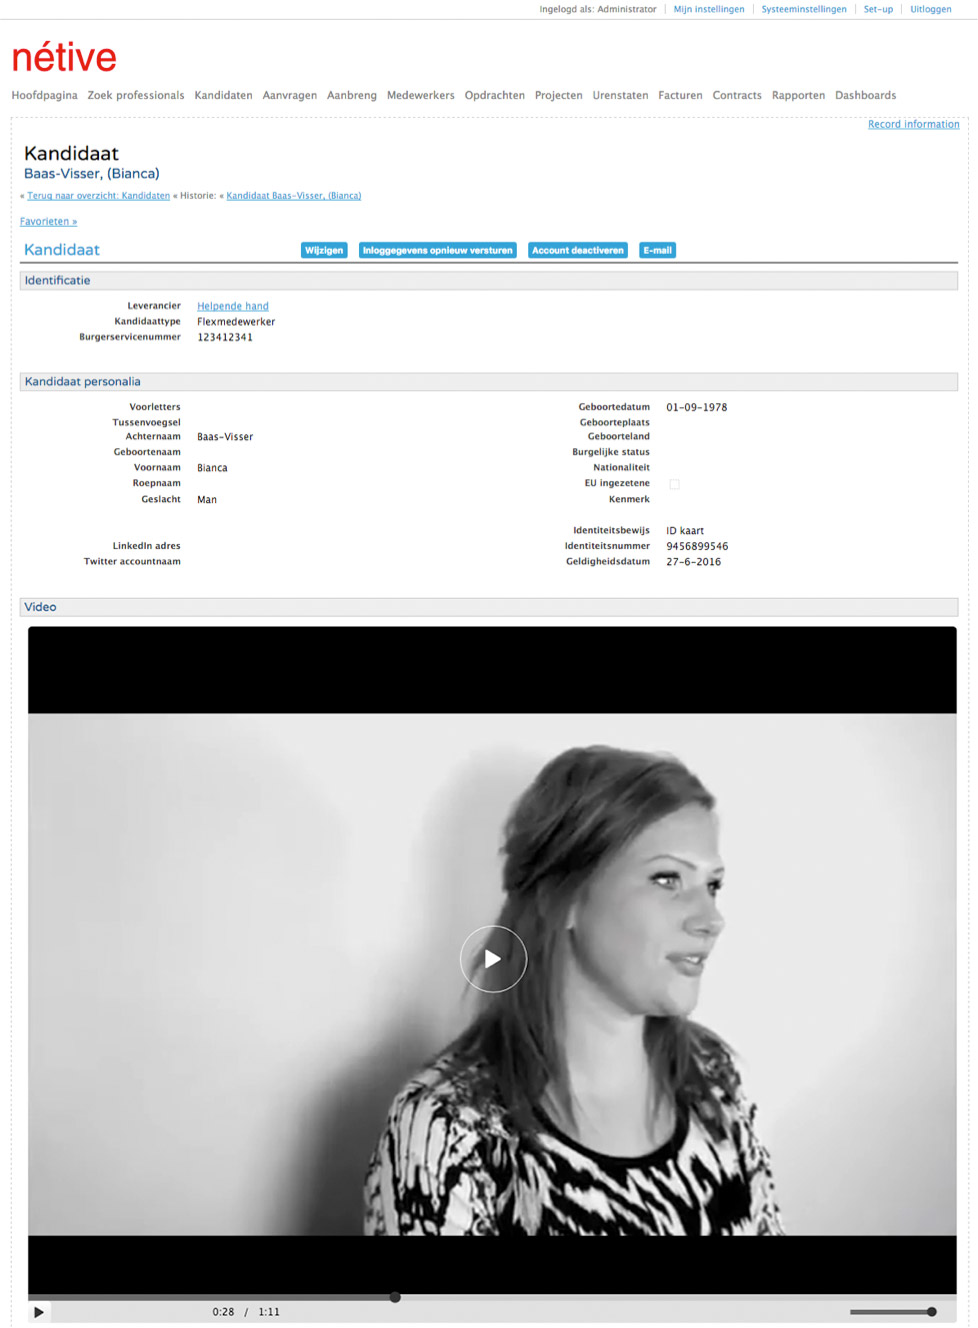 Ingelogd als: Administrator | Mijn instellingen | Systeeminstellingen | Set-up | Uitloggen
nétive
Hoofdpagina Zoek professionals Kandidaten Aanvragen Aanbreng Medewerkers Opdrachten Projecten Urenstaten Facturen Contracts Rapporten Dashboards
Record information
Kandidaat
Baas-Visser, (Bianca)
« Terug naar overzicht: Kandidaten « Historie: « Kandidaat Baas-Visser, (Bianca)
Favorieten »
Kandidaat Wijzigen Inloggegevens opnieuw versturen Account deactiveren E-mail
Identificatie
Leverancier Helpende hand
Kandidaattype Flexmedewerker
Burgerservicenummer 123412341
Kandidaat personalia
Voorletters Geboortedatum 01-09-1978
Tussenvoegsel Geboorteplaats
Achternaam Baas-Visser Geboorteland
Geboortenaam Burgelijke status
Voornaam Bianca Nationaliteit
Roepnaam EU ingezetene
Geslacht Man Kenmerk
Identiteitsbewijs ID kaart
LinkedIn adres Identiteitsnummer 9456899546
Twitter accountnaam Geldigheidsdatum 27-6-2016
Video
0:28 / 1:11